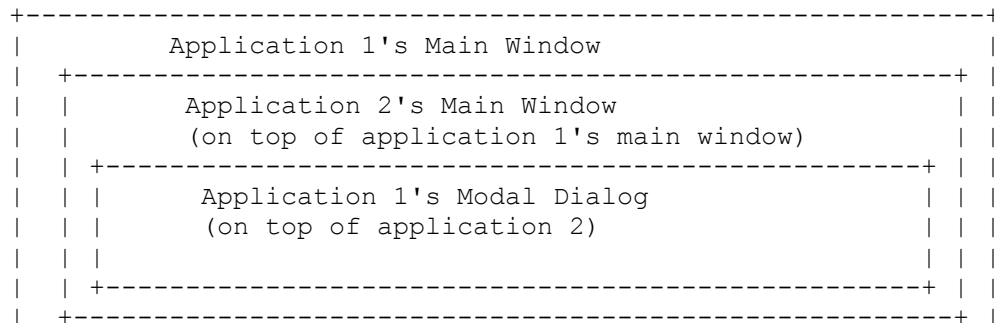 Application 1's Main Window
Application 2's Main Window
(on top of application 1's main window)
Application 1's Modal Dialog
(on top of application 2)